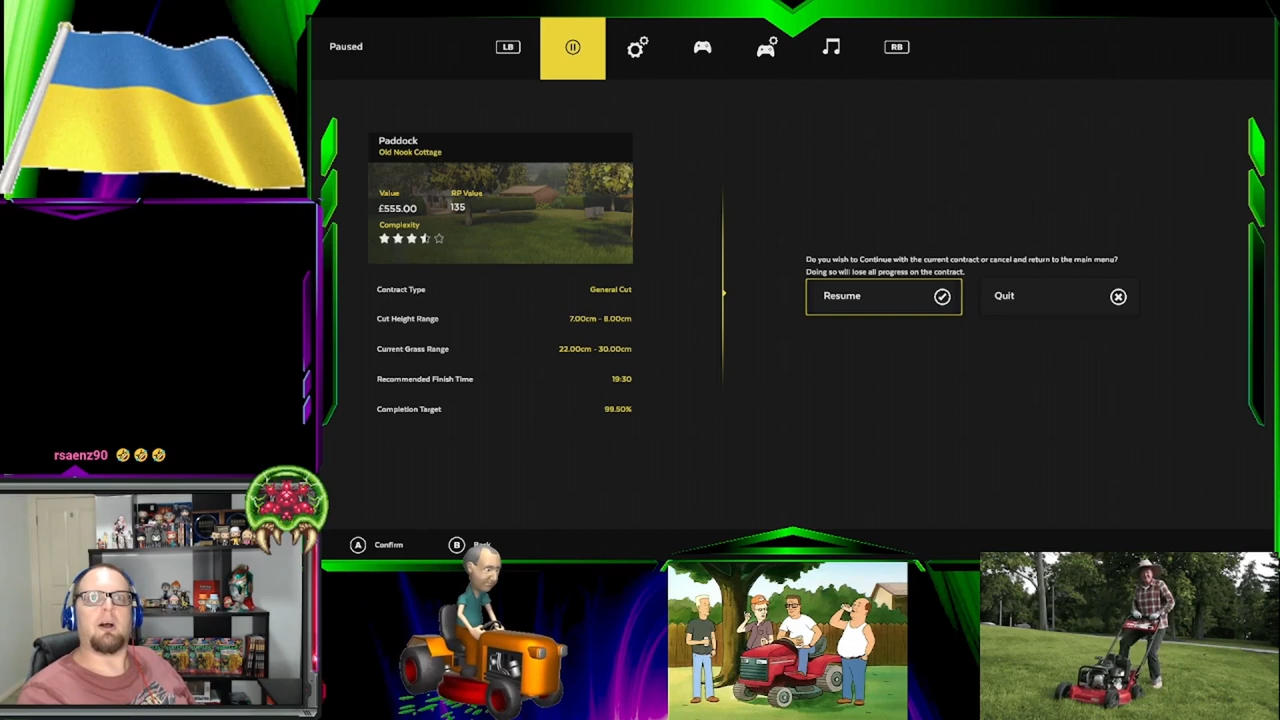 Paused
LB
RB
Paddock
Old Nook Cottage
Value
RP Value
£555.00
135
Complexity
Contract Type
General Cut
Cut Height Range
7.00cm - 8.00cm
Current Grass Range
22.00cm - 30.00cm
Recommended Finish Time
19:30
Completion Target
99.50%
Do you wish to Continue with the current contract or cancel and return to the main menu?
Doing so will lose all progress on the contract.
Resume
Quit
A Confirm
B Back
rsaenz90 🤣 🤣 🤣